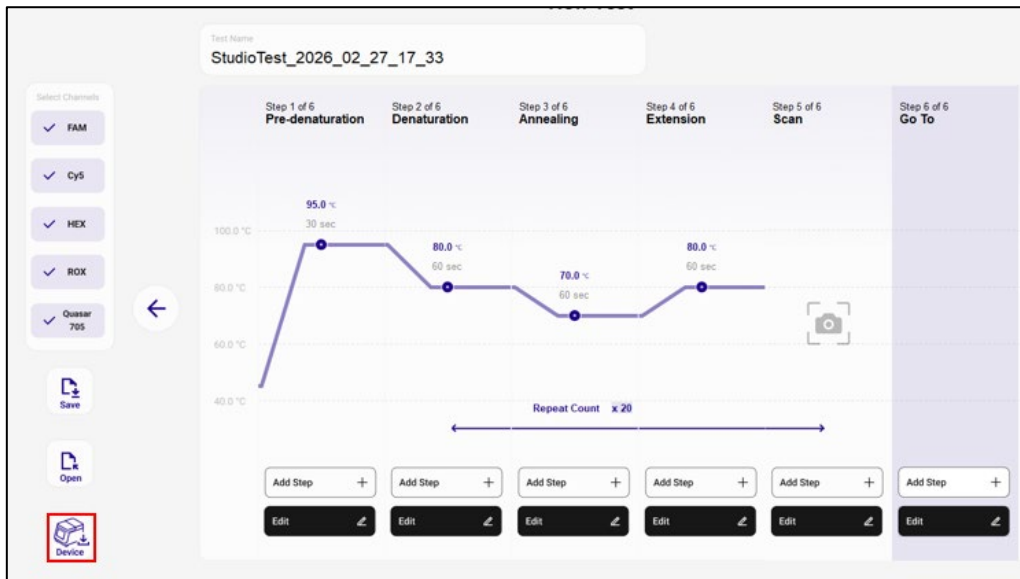 Test Name
StudioTest_2026_02_27_17_33
Select Channels
FAM
Cy5
HEX
ROX
Quasar
705
Save
Open
Device
Step 1 of 6
Pre-denaturation
Step 2 of 6
Denaturation
Step 3 of 6
Annealing
Step 4 of 6
Extension
Step 5 of 6
Scan
Step 6 of 6
Go To
95.0 °C
30 sec
80.0 °C
60 sec
70.0 °C
60 sec
80.0 °C
60 sec
100.0 °C
80.0 °C
60.0 °C
40.0 °C
Repeat Count x 20
Add Step
Add Step
Add Step
Add Step
Add Step
Add Step
Edit
Edit
Edit
Edit
Edit
Edit